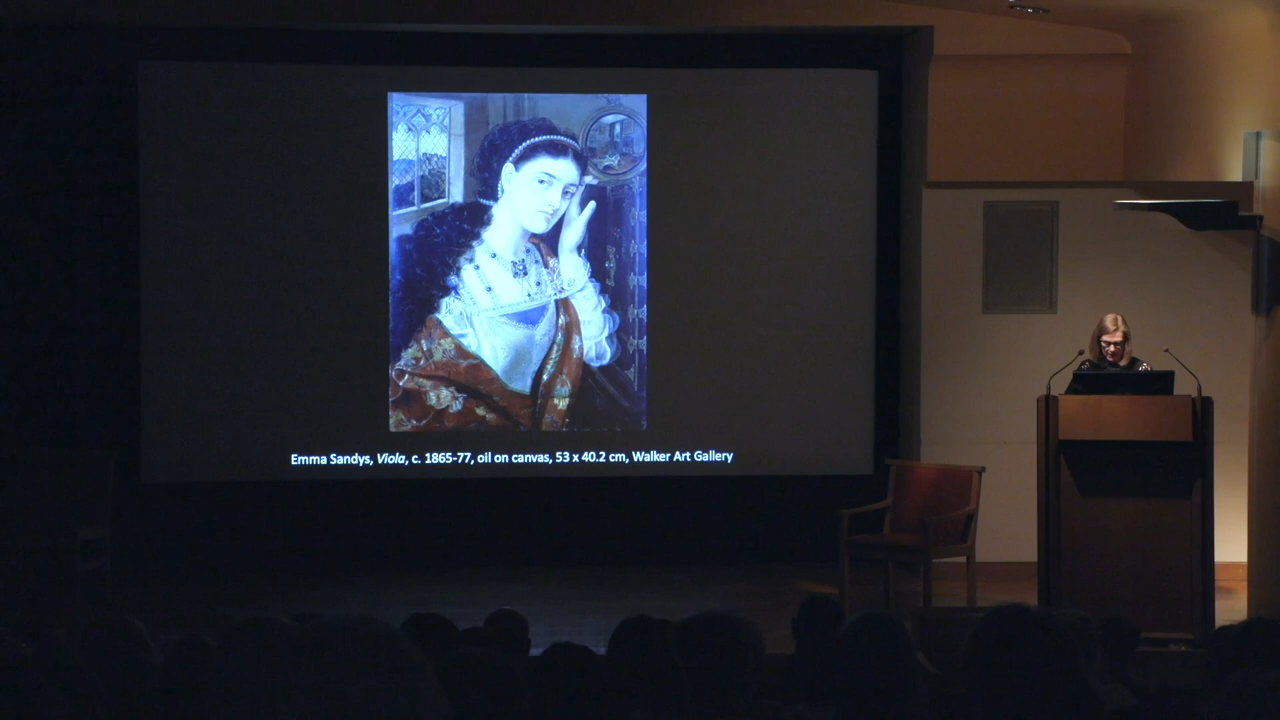 Emma Sandys, Viola, c. 1865-77, oil on canvas, 53 x 40.2 cm, Walker Art Gallery